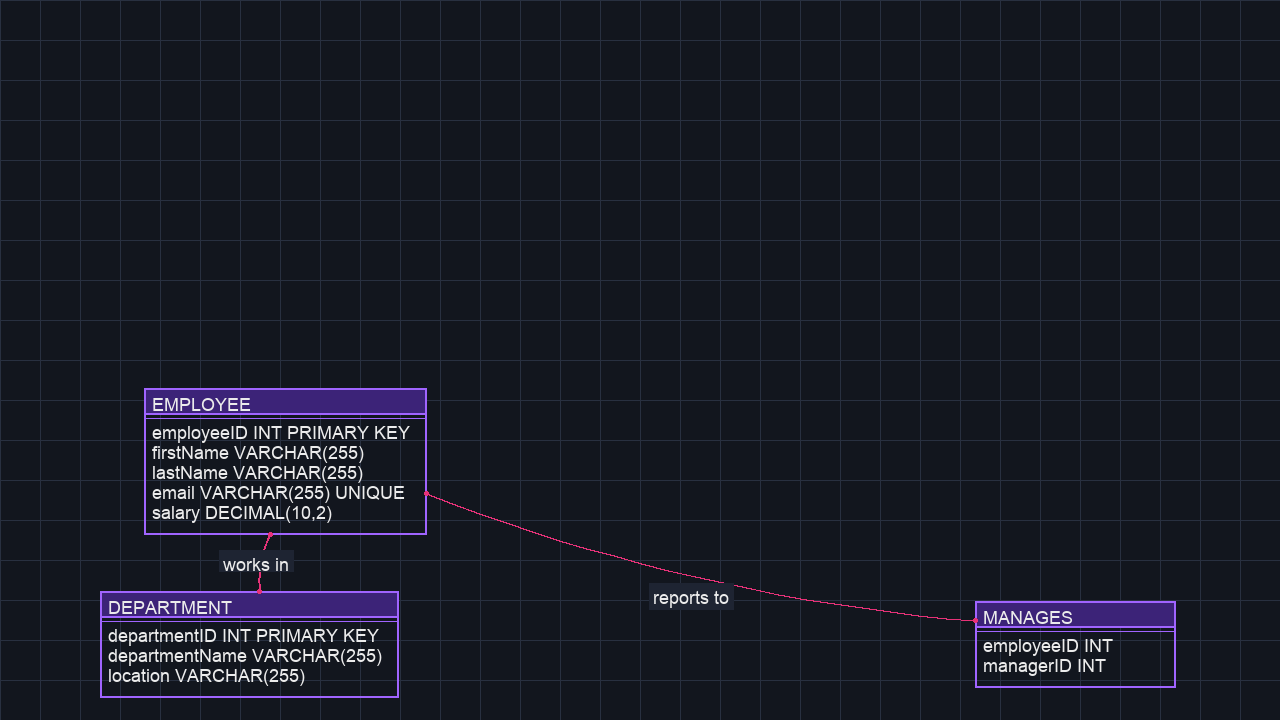 EMPLOYEE
employeeID INT PRIMARY KEY
firstName VARCHAR(255)
lastName VARCHAR(255)
email VARCHAR(255) UNIQUE
salary DECIMAL(10,2)
works in
DEPARTMENT
departmentID INT PRIMARY KEY
departmentName VARCHAR(255)
location VARCHAR(255)
reports to
MANAGES
employeeID INT
managerID INT